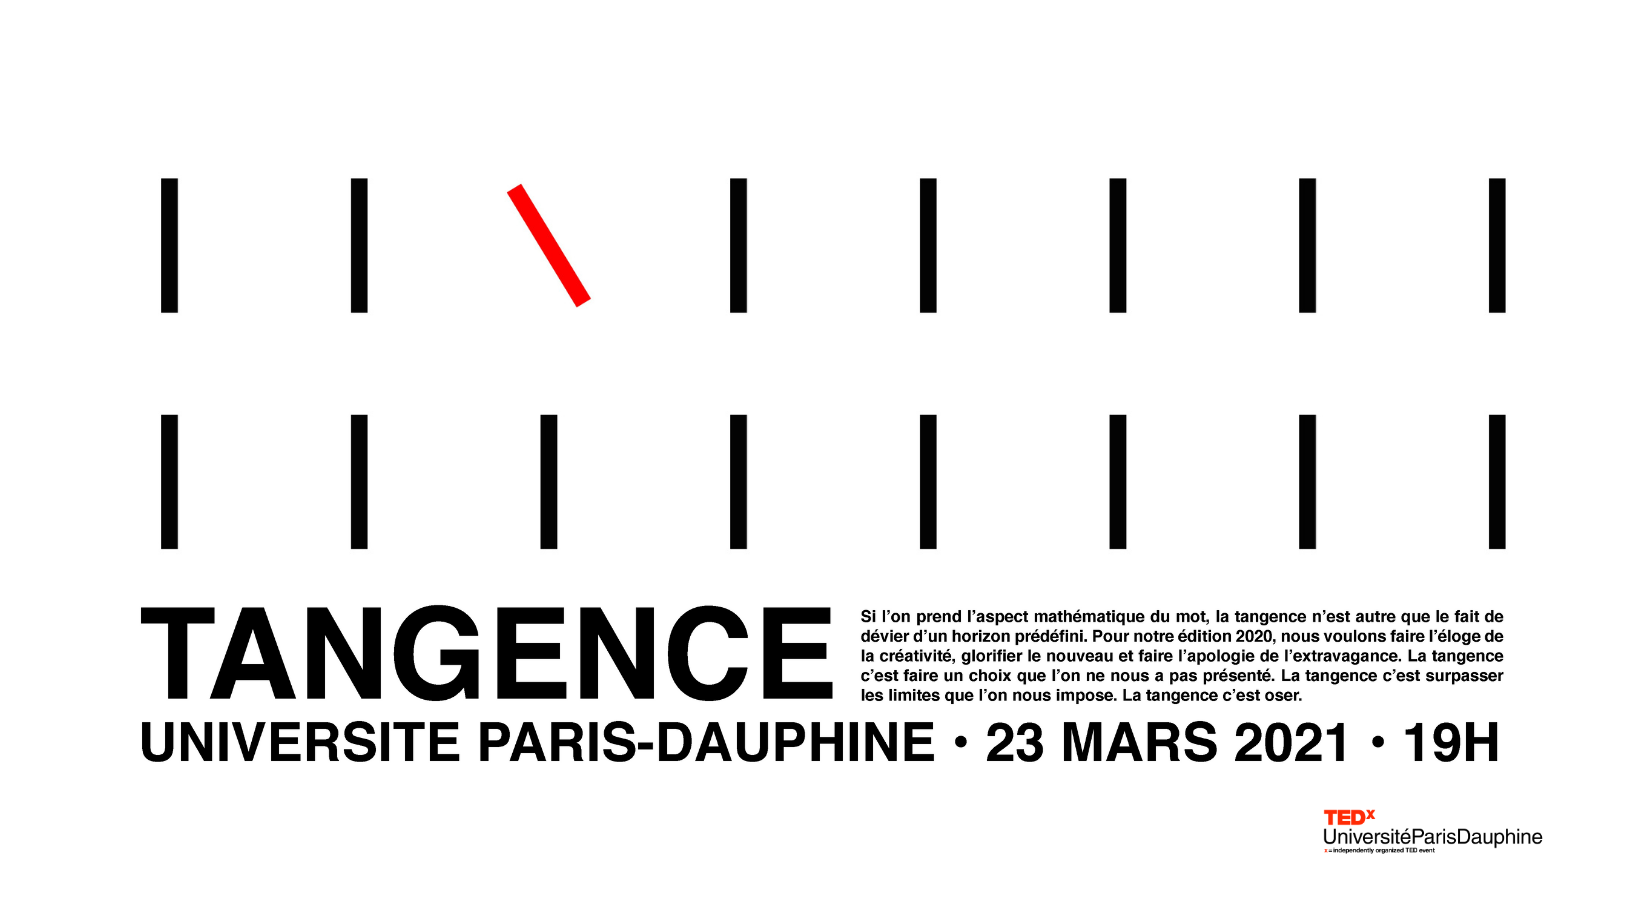 TANGENCE
Si l’on prend l’aspect mathématique du mot, la tangence n’est autre que le fait de
dévier d’un horizon prédéfini. Pour notre édition 2020, nous voulons faire l’éloge de
la créativité, glorifier le nouveau et faire l’apologie de l’extravagance. La tangence
c’est faire un choix que l’on ne nous a pas présenté. La tangence c’est surpasser
les limites que l’on nous impose. La tangence c’est oser.
UNIVERSITE PARIS-DAUPHINE • 23 MARS 2021 • 19H
TEDx
UniversitéParisDauphine
x = independently organized TED event